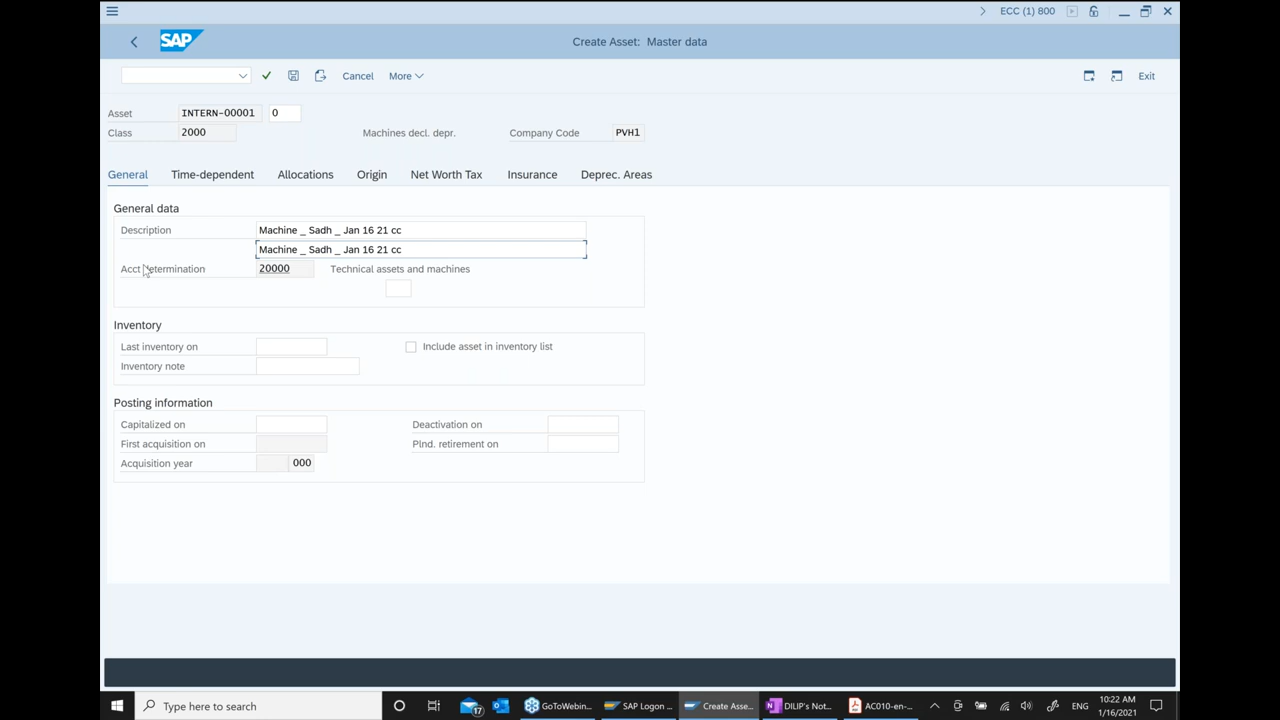 ECC (1) 800
SAP
Create Asset: Master data
Cancel
More
Exit
Asset INTERN-00001 0
Class 2000 Machines decl. depr. Company Code PVH1
General Time-dependent Allocations Origin Net Worth Tax Insurance Deprec. Areas
General data
Description Machine _ Sadh _ Jan 16 21 cc
Machine _ Sadh _ Jan 16 21 cc
Acct determination 20000 Technical assets and machines
Inventory
Last inventory on Include asset in inventory list
Inventory note
Posting information
Capitalized on Deactivation on
First acquisition on Plnd. retirement on
Acquisition year 000
Type here to search
17
GoToWebin...
SAP Logon ...
Create Asse...
DILIP's Not...
AC010-en-...
ENG
10:22 AM
1/16/2021